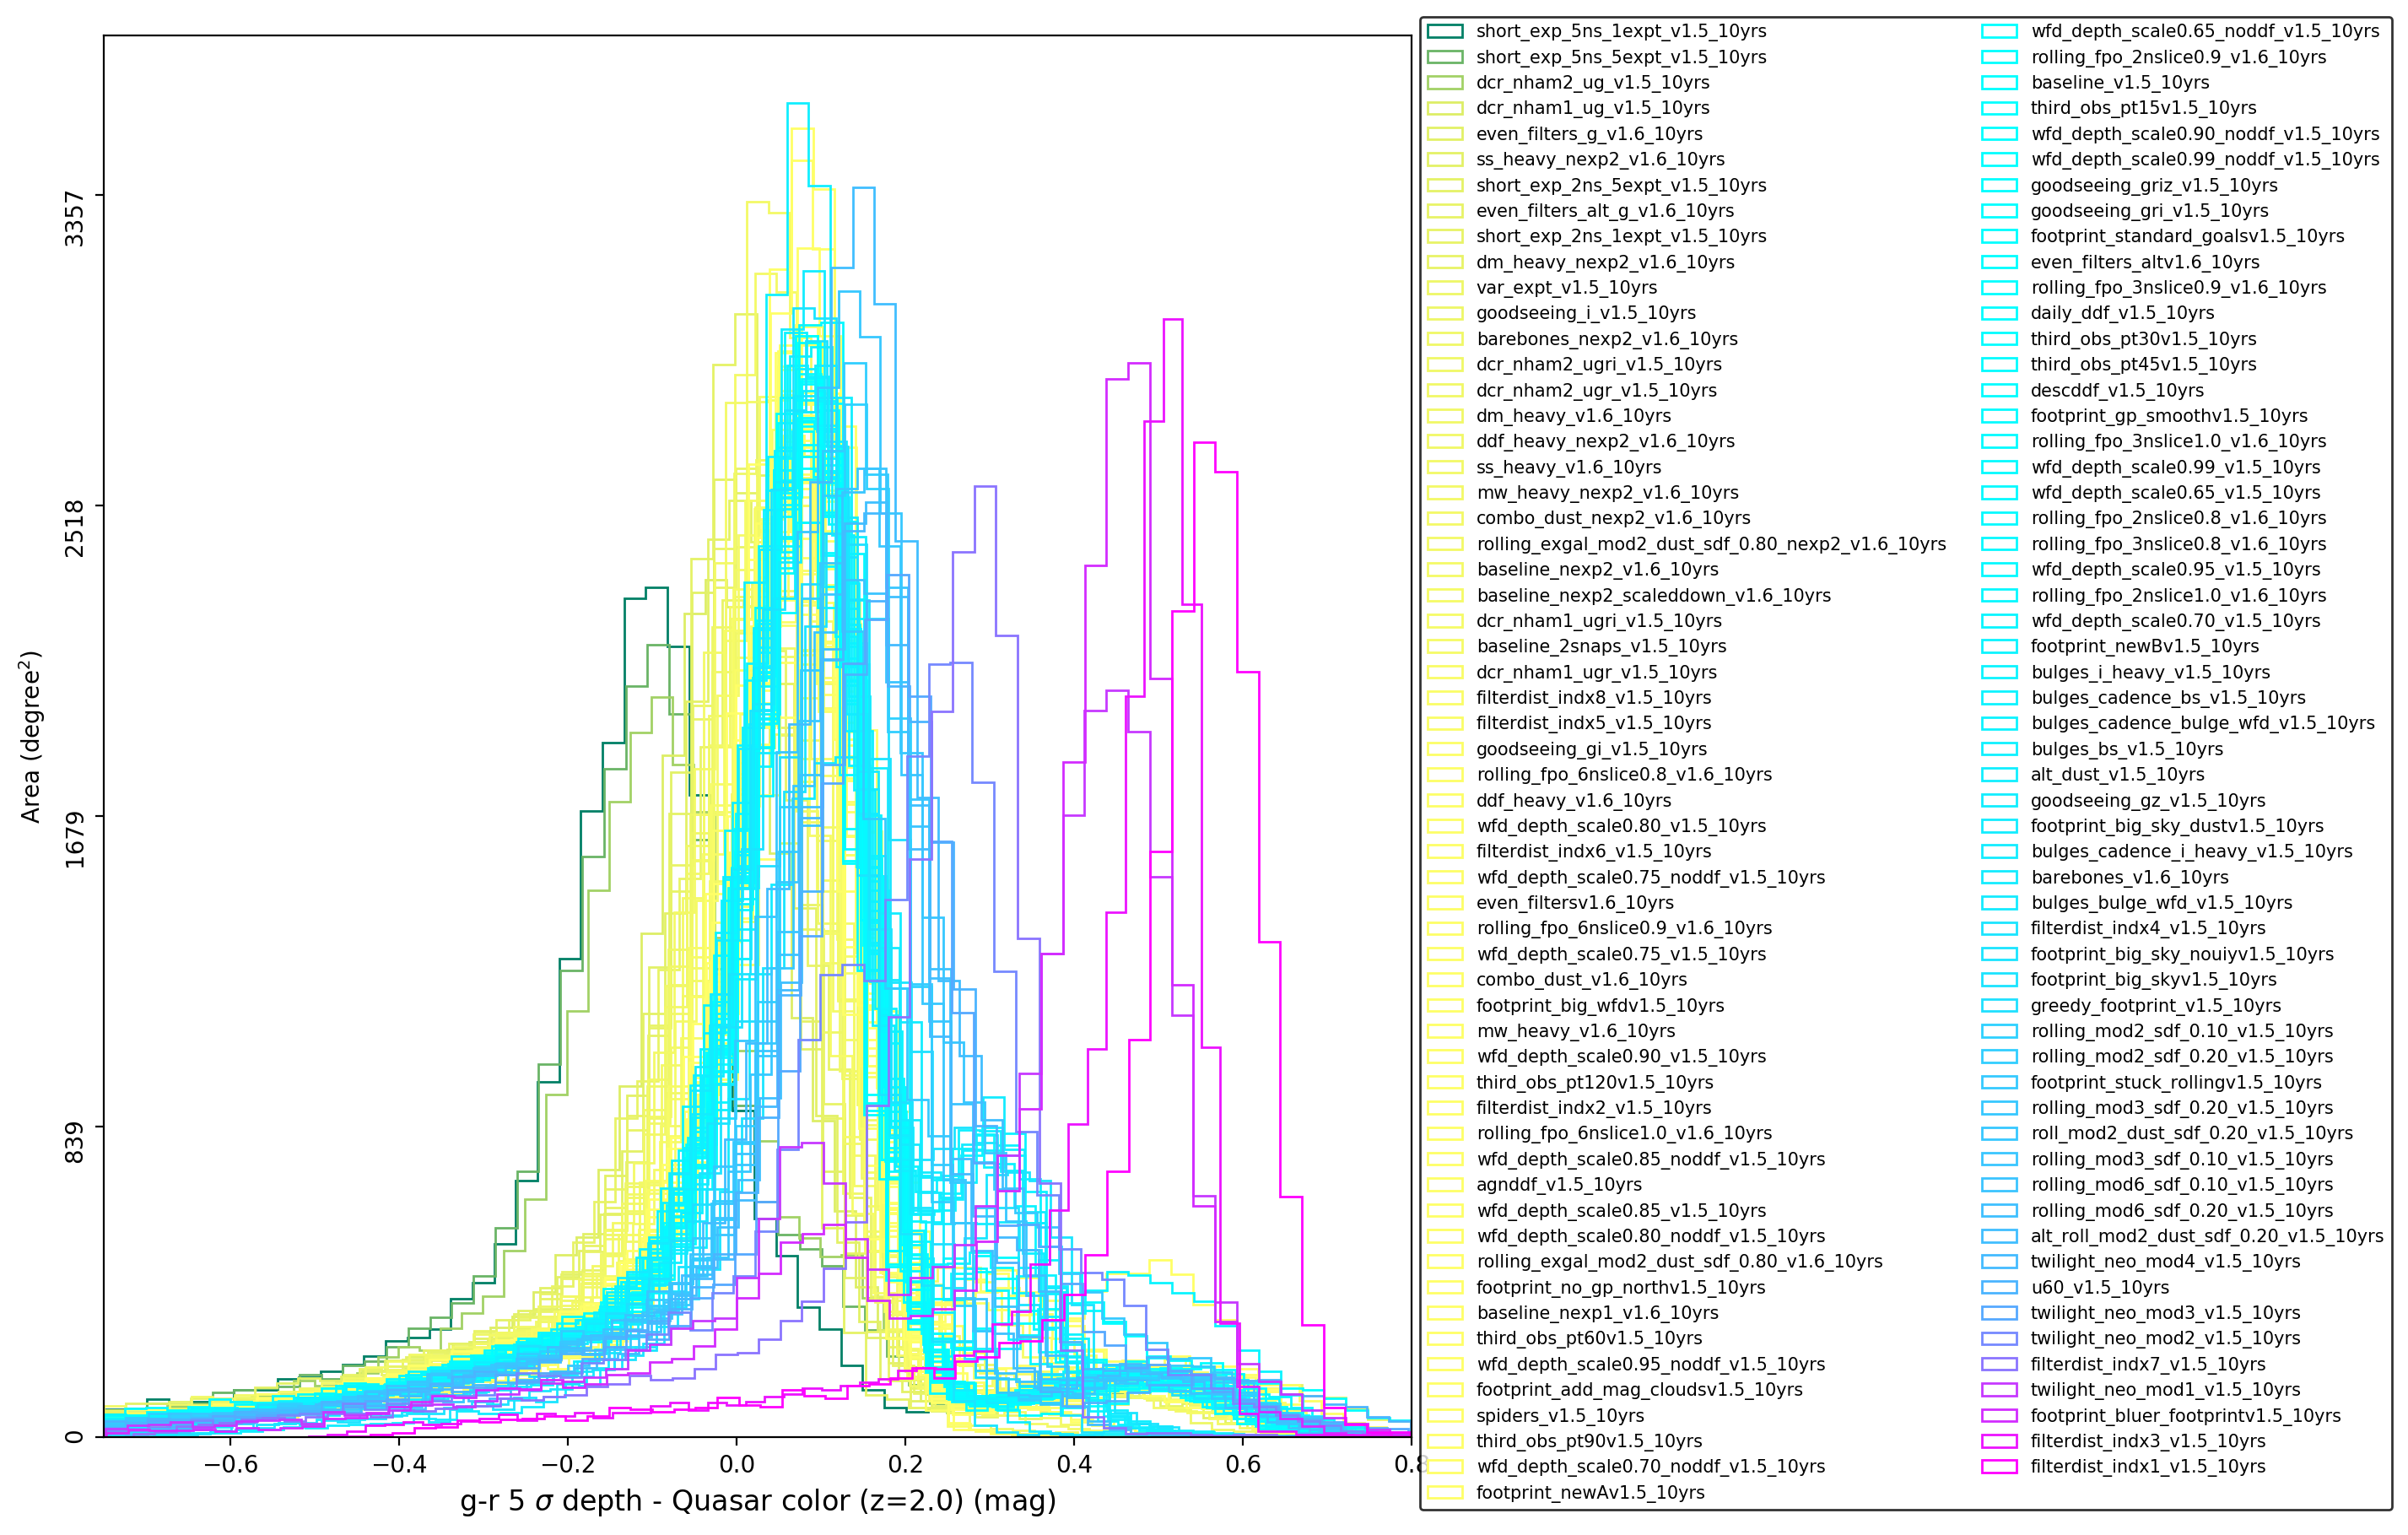 3357
2518
1679
839
0
Area (degree²)
−0.6 −0.4 −0.2 0.0 0.2 0.4 0.6 0.8
g-r 5 σ depth - Quasar color (z=2.0) (mag)
short_exp_5ns_1expt_v1.5_10yrs
short_exp_5ns_5expt_v1.5_10yrs
dcr_nham2_ug_v1.5_10yrs
dcr_nham1_ug_v1.5_10yrs
even_filters_g_v1.6_10yrs
ss_heavy_nexp2_v1.6_10yrs
short_exp_2ns_5expt_v1.5_10yrs
even_filters_alt_g_v1.6_10yrs
short_exp_2ns_1expt_v1.5_10yrs
dm_heavy_nexp2_v1.6_10yrs
var_expt_v1.5_10yrs
goodseeing_i_v1.5_10yrs
barebones_nexp2_v1.6_10yrs
dcr_nham2_ugri_v1.5_10yrs
dcr_nham2_ugr_v1.5_10yrs
dm_heavy_v1.6_10yrs
ddf_heavy_nexp2_v1.6_10yrs
ss_heavy_v1.6_10yrs
mw_heavy_nexp2_v1.6_10yrs
combo_dust_nexp2_v1.6_10yrs
rolling_exgal_mod2_dust_sdf_0.80_nexp2_v1.6_10yrs
baseline_nexp2_v1.6_10yrs
baseline_nexp2_scaleddown_v1.6_10yrs
dcr_nham1_ugri_v1.5_10yrs
baseline_2snaps_v1.5_10yrs
dcr_nham1_ugr_v1.5_10yrs
filterdist_indx8_v1.5_10yrs
filterdist_indx5_v1.5_10yrs
goodseeing_gi_v1.5_10yrs
rolling_fpo_6nslice0.8_v1.6_10yrs
ddf_heavy_v1.6_10yrs
wfd_depth_scale0.80_v1.5_10yrs
filterdist_indx6_v1.5_10yrs
wfd_depth_scale0.75_noddf_v1.5_10yrs
even_filtersv1.6_10yrs
rolling_fpo_6nslice0.9_v1.6_10yrs
wfd_depth_scale0.75_v1.5_10yrs
combo_dust_v1.6_10yrs
footprint_big_wfdv1.5_10yrs
mw_heavy_v1.6_10yrs
wfd_depth_scale0.90_v1.5_10yrs
third_obs_pt120v1.5_10yrs
filterdist_indx2_v1.5_10yrs
rolling_fpo_6nslice1.0_v1.6_10yrs
wfd_depth_scale0.85_noddf_v1.5_10yrs
agnddf_v1.5_10yrs
wfd_depth_scale0.85_v1.5_10yrs
wfd_depth_scale0.80_noddf_v1.5_10yrs
rolling_exgal_mod2_dust_sdf_0.80_v1.6_10yrs
footprint_no_gp_northv1.5_10yrs
baseline_nexp1_v1.6_10yrs
third_obs_pt60v1.5_10yrs
wfd_depth_scale0.95_noddf_v1.5_10yrs
footprint_add_mag_cloudsv1.5_10yrs
spiders_v1.5_10yrs
third_obs_pt90v1.5_10yrs
wfd_depth_scale0.70_noddf_v1.5_10yrs
footprint_newAv1.5_10yrs
wfd_depth_scale0.65_noddf_v1.5_10yrs
rolling_fpo_2nslice0.9_v1.6_10yrs
baseline_v1.5_10yrs
third_obs_pt15v1.5_10yrs
wfd_depth_scale0.90_noddf_v1.5_10yrs
wfd_depth_scale0.99_noddf_v1.5_10yrs
goodseeing_griz_v1.5_10yrs
goodseeing_gri_v1.5_10yrs
footprint_standard_goalsv1.5_10yrs
even_filters_altv1.6_10yrs
rolling_fpo_3nslice0.9_v1.6_10yrs
daily_ddf_v1.5_10yrs
third_obs_pt30v1.5_10yrs
third_obs_pt45v1.5_10yrs
descddf_v1.5_10yrs
footprint_gp_smoothv1.5_10yrs
rolling_fpo_3nslice1.0_v1.6_10yrs
wfd_depth_scale0.99_v1.5_10yrs
wfd_depth_scale0.65_v1.5_10yrs
rolling_fpo_2nslice0.8_v1.6_10yrs
rolling_fpo_3nslice0.8_v1.6_10yrs
wfd_depth_scale0.95_v1.5_10yrs
rolling_fpo_2nslice1.0_v1.6_10yrs
wfd_depth_scale0.70_v1.5_10yrs
footprint_newBv1.5_10yrs
bulges_i_heavy_v1.5_10yrs
bulges_cadence_bs_v1.5_10yrs
bulges_cadence_bulge_wfd_v1.5_10yrs
bulges_bs_v1.5_10yrs
alt_dust_v1.5_10yrs
goodseeing_gz_v1.5_10yrs
footprint_big_sky_dustv1.5_10yrs
bulges_cadence_i_heavy_v1.5_10yrs
barebones_v1.6_10yrs
bulges_bulge_wfd_v1.5_10yrs
filterdist_indx4_v1.5_10yrs
footprint_big_sky_nouiyv1.5_10yrs
footprint_big_skyv1.5_10yrs
greedy_footprint_v1.5_10yrs
rolling_mod2_sdf_0.10_v1.5_10yrs
rolling_mod2_sdf_0.20_v1.5_10yrs
footprint_stuck_rollingv1.5_10yrs
rolling_mod3_sdf_0.20_v1.5_10yrs
roll_mod2_dust_sdf_0.20_v1.5_10yrs
rolling_mod3_sdf_0.10_v1.5_10yrs
rolling_mod6_sdf_0.10_v1.5_10yrs
rolling_mod6_sdf_0.20_v1.5_10yrs
alt_roll_mod2_dust_sdf_0.20_v1.5_10yrs
twilight_neo_mod4_v1.5_10yrs
u60_v1.5_10yrs
twilight_neo_mod3_v1.5_10yrs
twilight_neo_mod2_v1.5_10yrs
filterdist_indx7_v1.5_10yrs
twilight_neo_mod1_v1.5_10yrs
footprint_bluer_footprintv1.5_10yrs
filterdist_indx3_v1.5_10yrs
filterdist_indx1_v1.5_10yrs